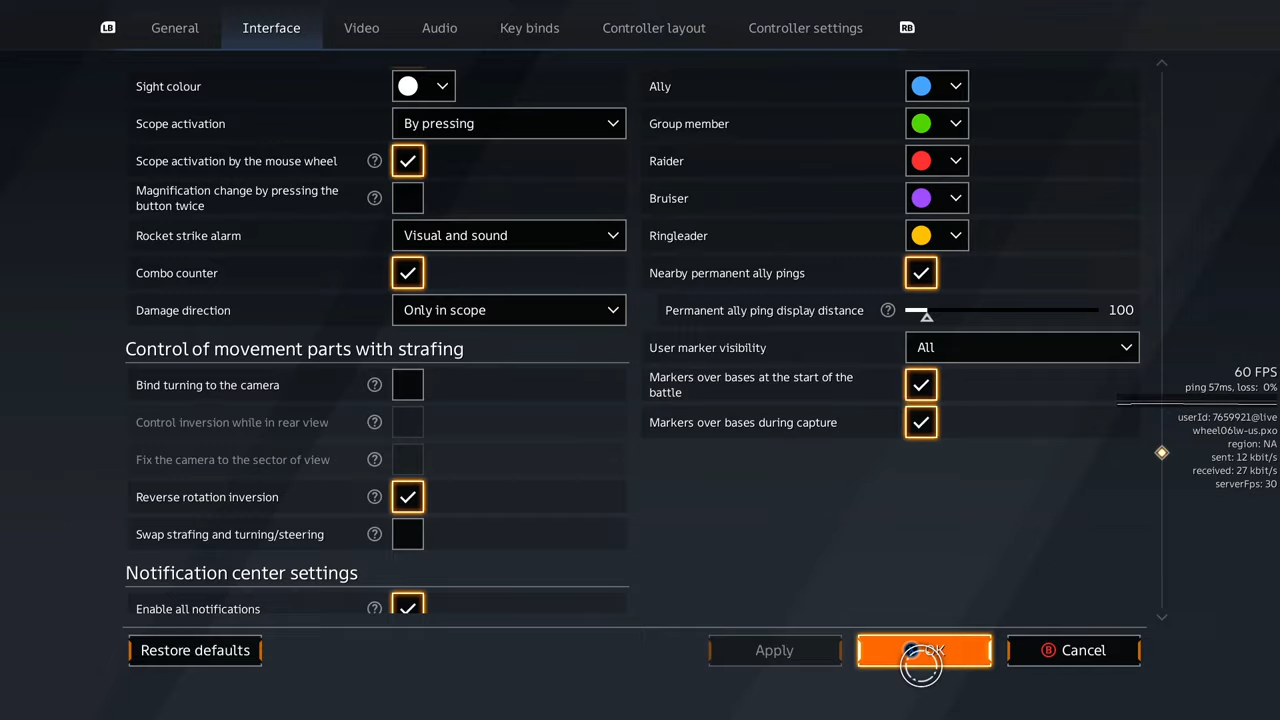 LB General Interface Video Audio Key binds Controller layout Controller settings RB
Sight colour
Scope activation By pressing
Scope activation by the mouse wheel ?
Magnification change by pressing the
button twice ?
Rocket strike alarm Visual and sound
Combo counter
Damage direction Only in scope
Control of movement parts with strafing
Bind turning to the camera ?
Control inversion while in rear view ?
Fix the camera to the sector of view ?
Reverse rotation inversion ?
Swap strafing and turning/steering ?
Notification center settings
Enable all notifications ?
Ally
Group member
Raider
Bruiser
Ringleader
Nearby permanent ally pings
Permanent ally ping display distance ? 100
User marker visibility All
Markers over bases at the start of the
battle
Markers over bases during capture
60 FPS
ping 57ms, loss: 0%
userId: 7659921@live
wheel06lw-us.pxo
region: NA
sent: 12 kbit/s
received: 27 kbit/s
serverFps: 30
Restore defaults Apply OK B Cancel